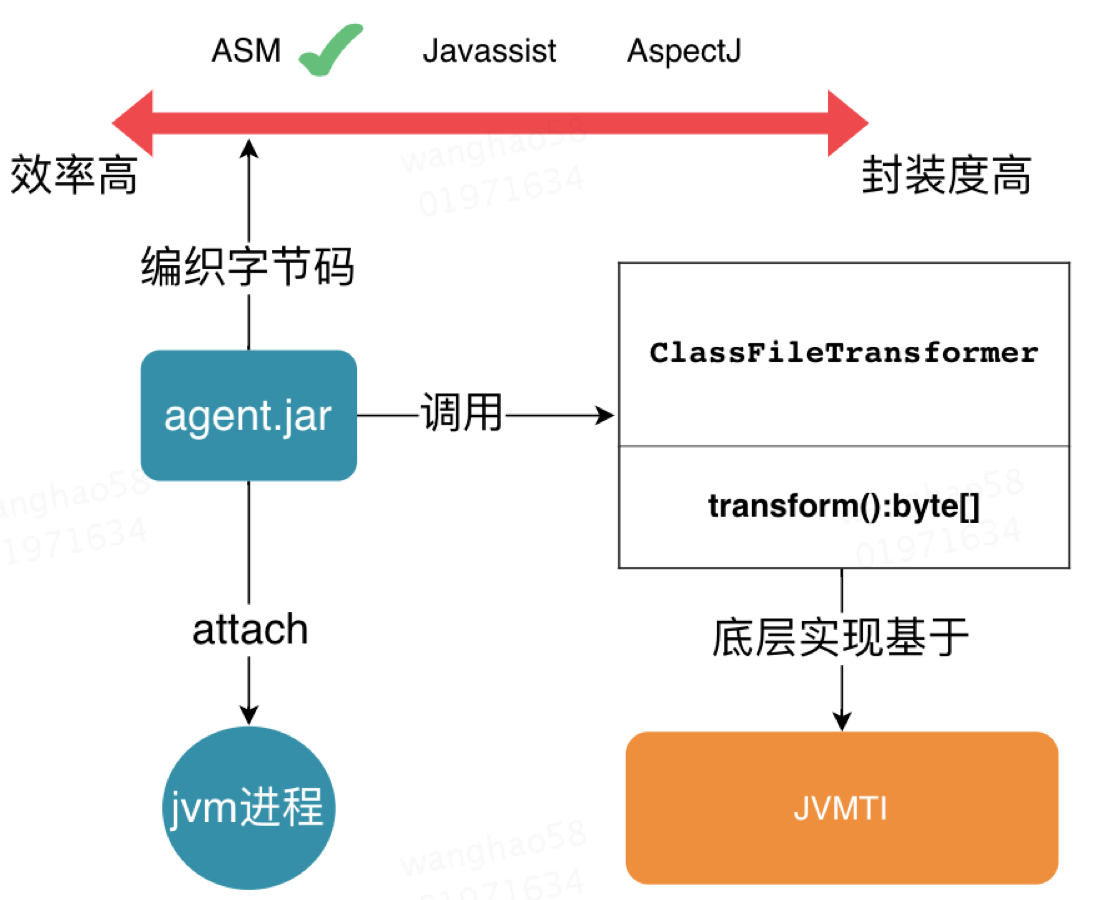 ASM
Javassist
AspectJ
效率高
封装度高
wanghao58
01971634
编织字节码
ClassFileTransformer
agent.jar
调用
transform():byte[]
anghao58
1971634
wanghao58
01971634
attach
底层实现基于
jvm进程
JVMTI
wanghao58
01971634